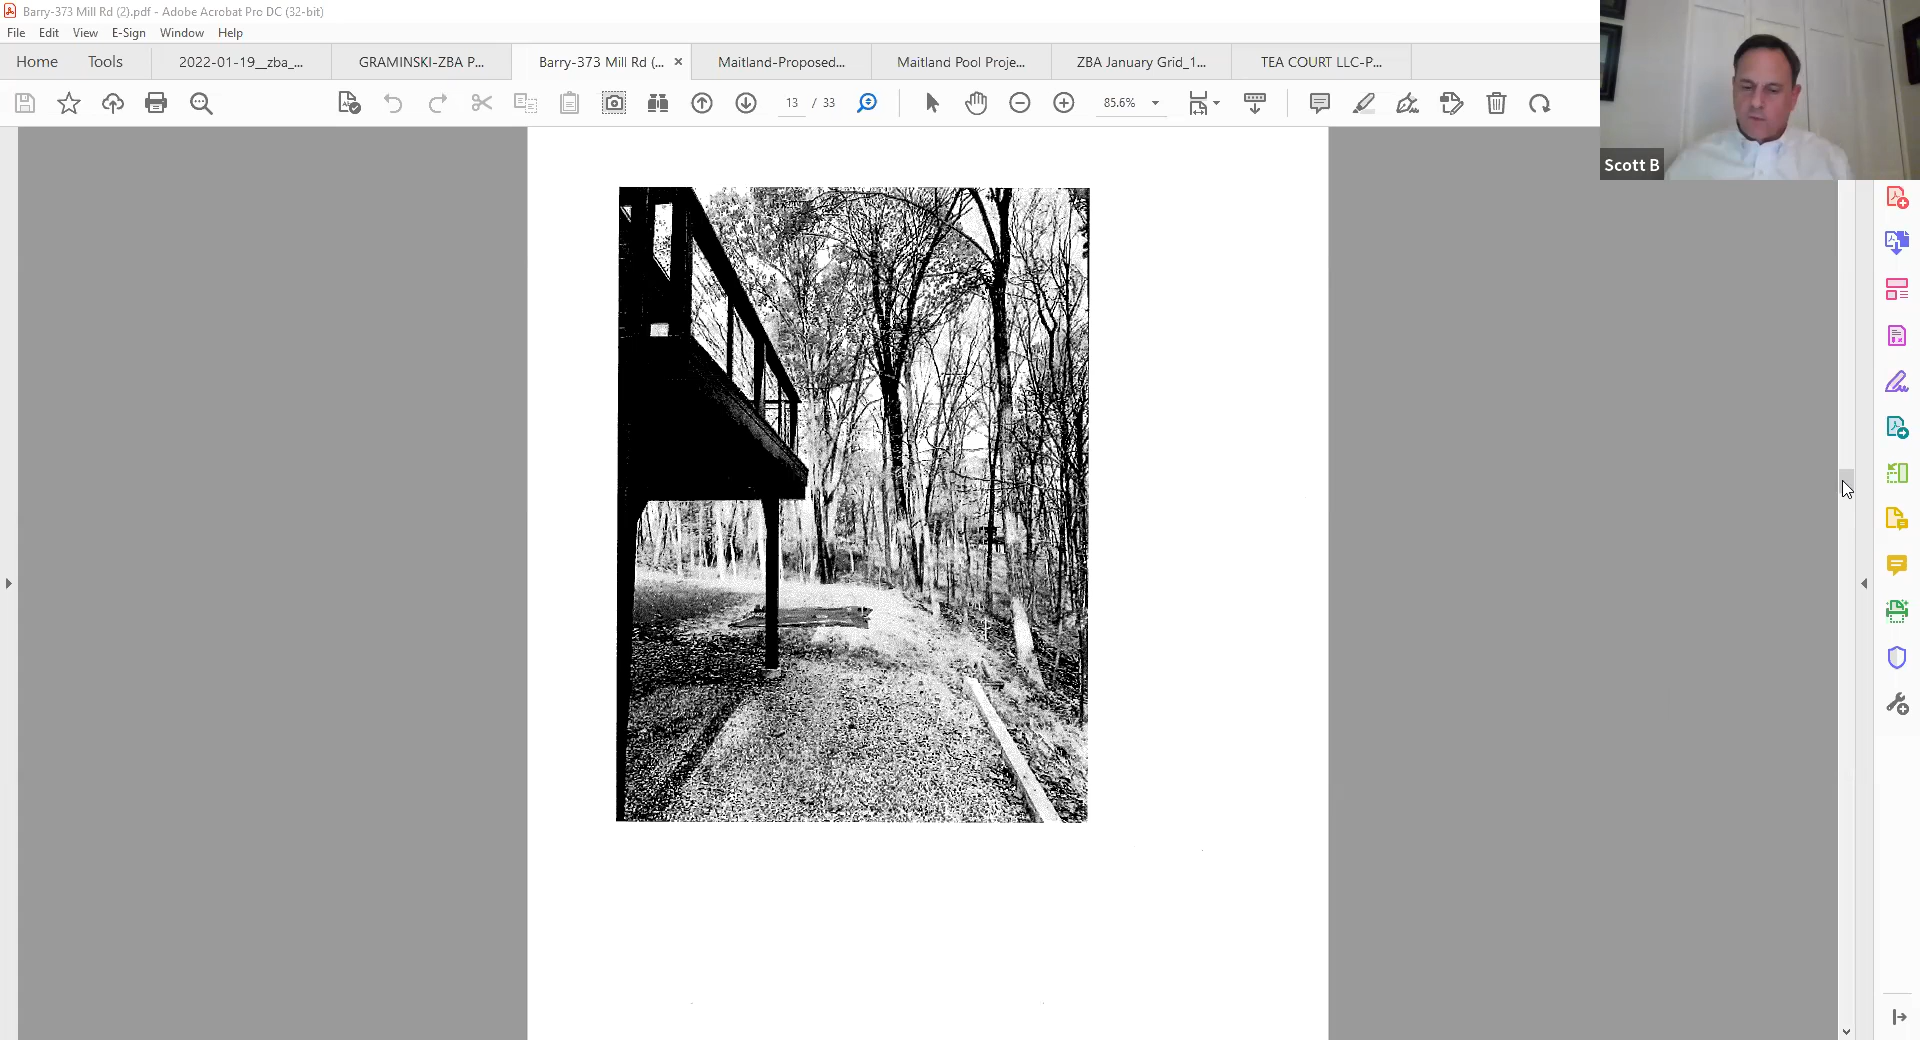 Barry-373 Mill Rd (2).pdf - Adobe Acrobat Pro DC (32-bit)
File Edit View E-Sign Window Help
Home Tools 2022-01-19__zba_... GRAMINSKI-ZBA P... Barry-373 Mill Rd (... × Maitland-Proposed... Maitland Pool Proje... ZBA January Grid_1... TEA COURT LLC-P...
13 / 33 85.6%
Scott B